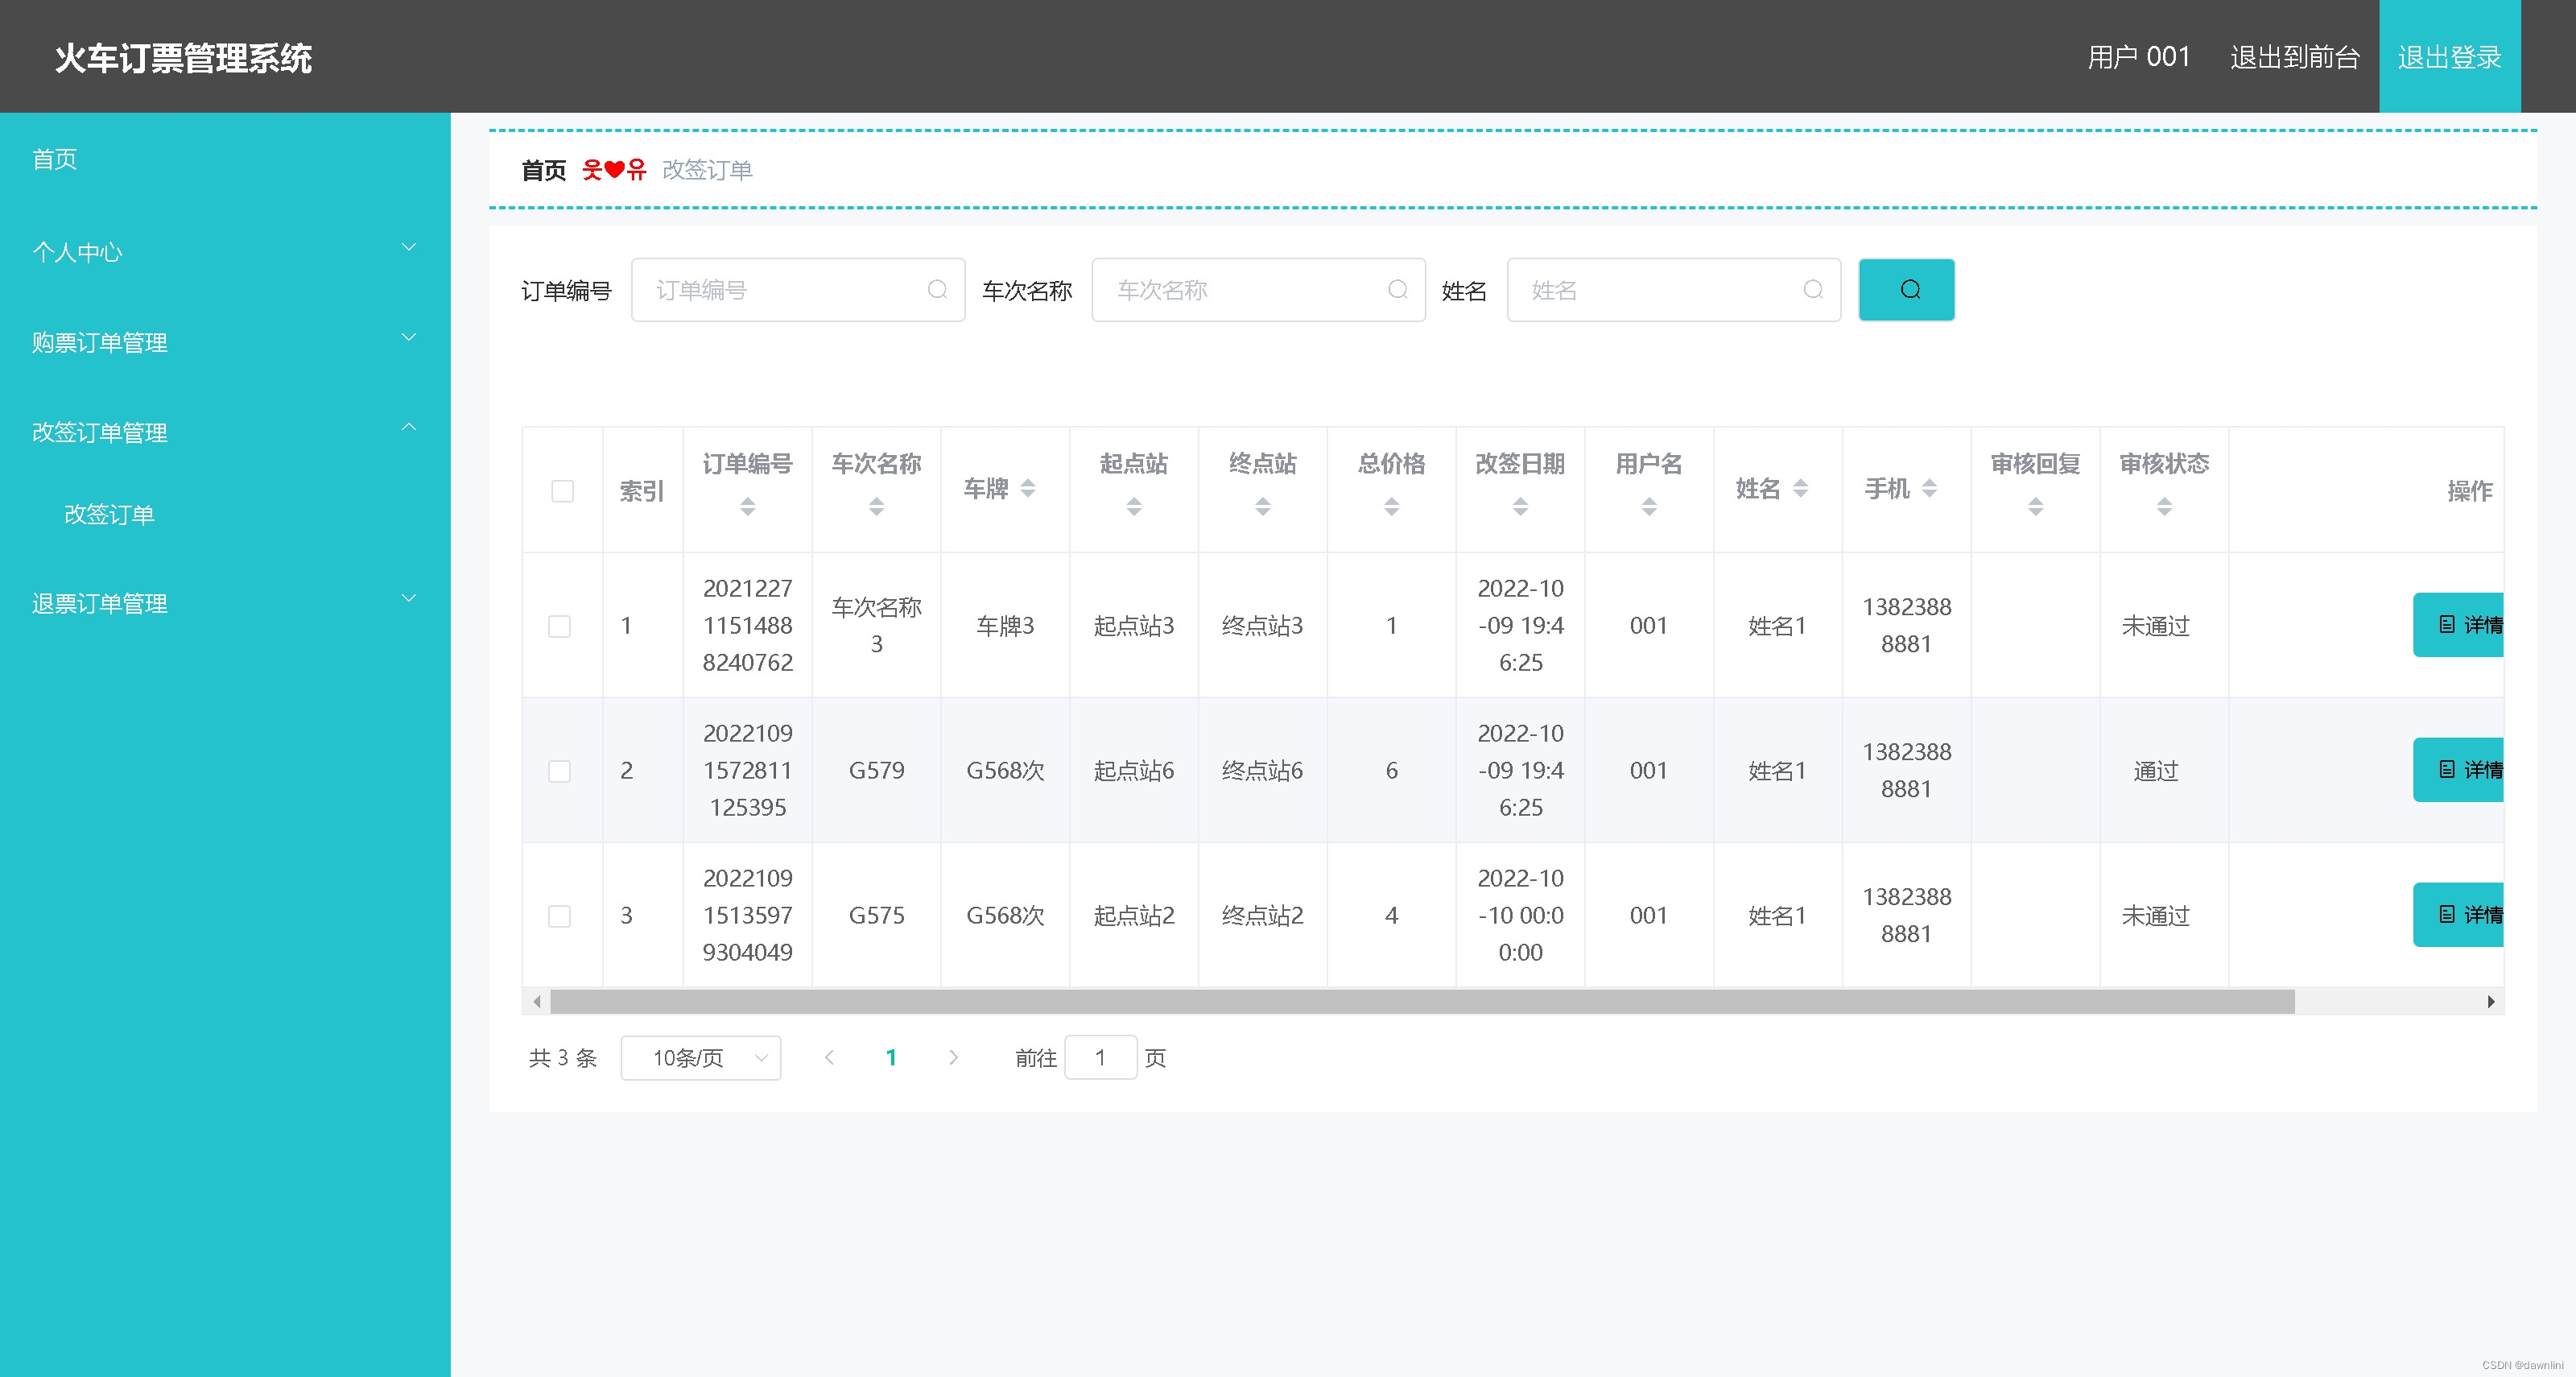 火车订票管理系统
用户 001 退出到前台 退出登录
首页
个人中心
购票订单管理
改签订单管理
改签订单
退票订单管理
首页 웃❤유 改签订单
订单编号 订单编号 车次名称 车次名称 姓名 姓名
索引 订单编号 车次名称 车牌 起点站 终点站 总价格 改签日期 用户名 姓名 手机 审核回复 审核状态 操作
1 202122711514888240762 车次名称3 车牌3 起点站3 终点站3 1 2022-10-09 19:46:25 001 姓名1 13823888881 未通过 详情
2 20221091572811125395 G579 G568次 起点站6 终点站6 6 2022-10-09 19:46:25 001 姓名1 13823888881 通过 详情
3 202210915135979304049 G575 G568次 起点站2 终点站2 4 2022-10-10 00:00:00 001 姓名1 13823888881 未通过 详情
共 3 条 10条/页 1 前往 1 页
CSDN @dawnlini